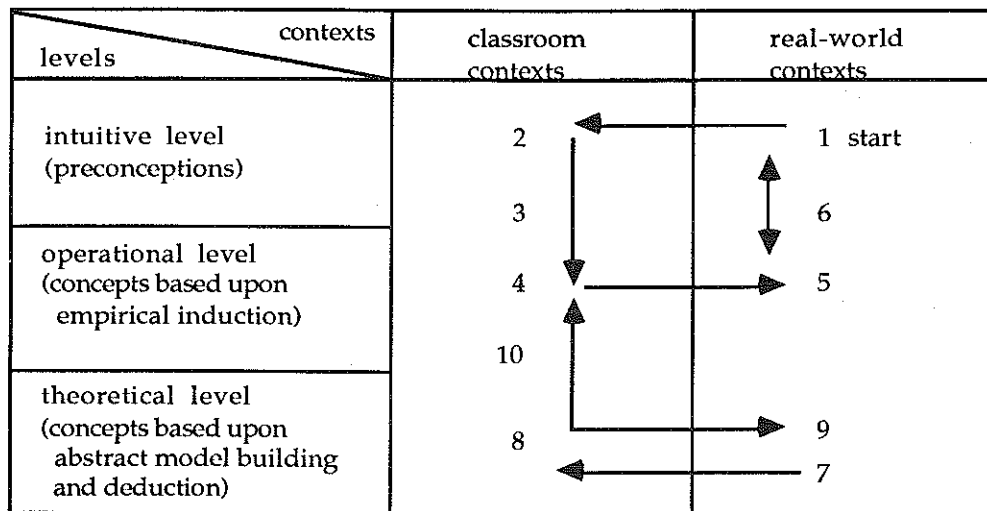 contexts
levels
classroom
contexts
real-world
contexts
intuitive level
(preconceptions)
2
1 start
3
6
operational level
(concepts based upon
empirical induction)
4
5
10
theoretical level
(concepts based upon
abstract model building
and deduction)
8
9
7